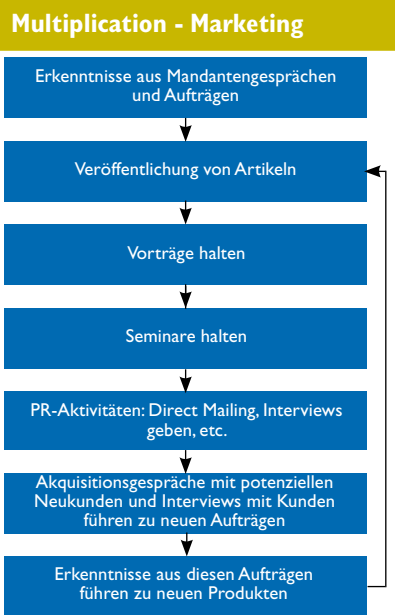 Multiplication - Marketing
Erkenntnisse aus Mandantengesprächen
und Aufträgen
Veröffentlichung von Artikeln
Vorträge halten
Seminare halten
PR-Aktivitäten: Direct Mailing, Interviews
geben, etc.
Akquisitionsgespräche mit potenziellen
Neukunden und Interviews mit Kunden
führen zu neuen Aufträgen
Erkenntnisse aus diesen Aufträgen
führen zu neuen Produkten